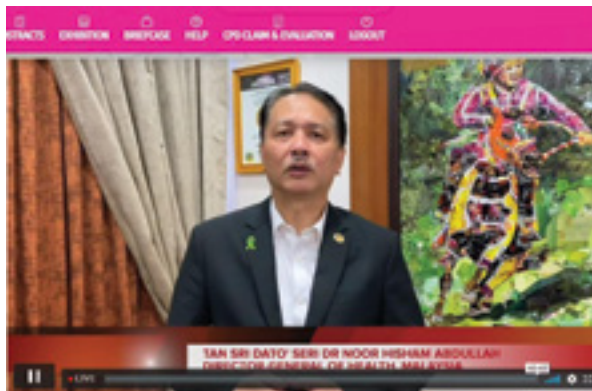 STRACTS EXHIBITION BRIEFCASE HELP CPD CLAIM & EVALUATION LOGOUT
TAN SRI DATO' SERI DR NOOR HISHAM ABDULLAH
DIRECTOR-GENERAL OF HEALTH, MALAYSIA
LIVE